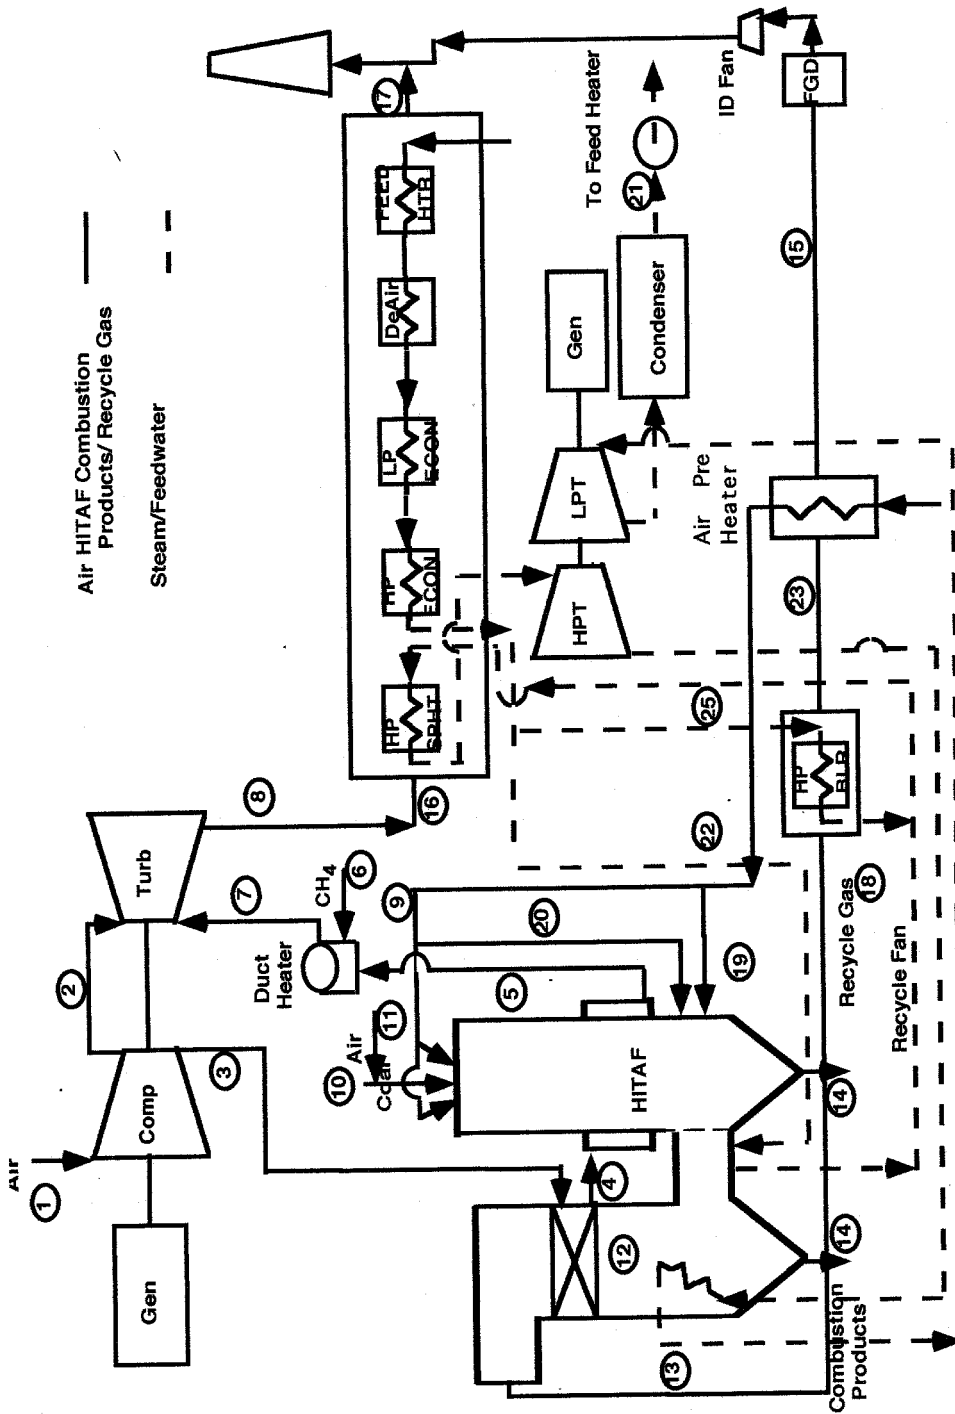 Air HITAF Combustion
Products/ Recycle Gas
Steam/Feedwater
Air
1
Gen
Comp
2
3
Turb
7
8
CH4
6
Duct
Heater
16
HP
SPHT
HP
ECON
LP
ECON
DeAir
FEED
HTR
17
9
20
5
Air
11
10
Coal
HITAF
19
4
12
13
14
14
Combustion
Products
HPT
LPT
Gen
Condenser
21
To Feed Heater
ID Fan
FGD
15
Air Pre
Heater
23
25
22
HP
BLR
Recycle Gas
18
Recycle Fan